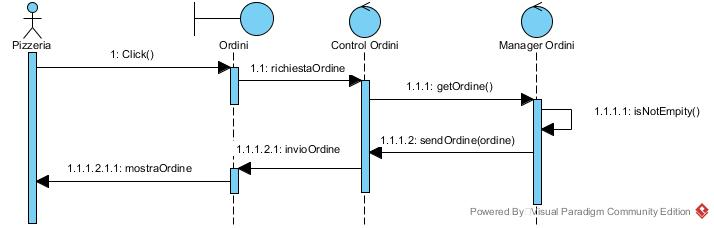 Pizzeria
Ordini
Control Ordini
Manager Ordini
1: Click()
1.1: richiestaOrdine
1.1.1: getOrdine()
1.1.1.1: isNotEmpity()
1.1.1.2: sendOrdine(ordine)
1.1.1.2.1: invioOrdine
1.1.1.2.1.1: mostraOrdine
Powered By Visual Paradigm Community Edition